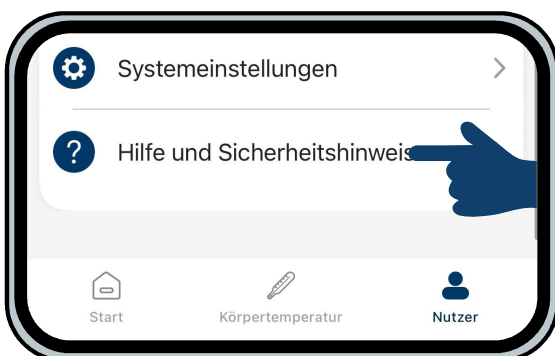 Systemeinstellungen
? Hilfe und Sicherheitshinweis
Start Körpertemperatur Nutzer